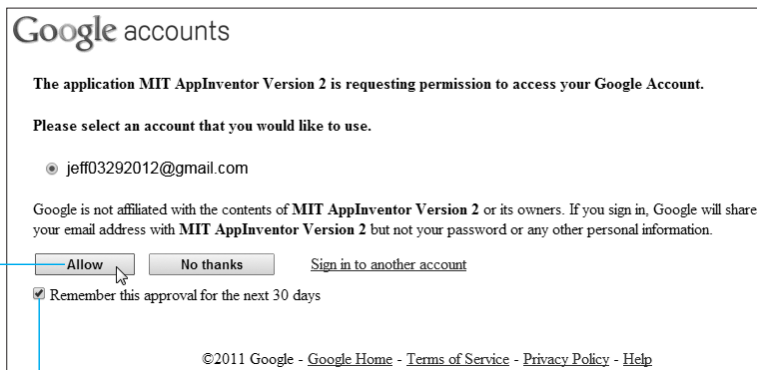 Google accounts
The application MIT AppInventor Version 2 is requesting permission to access your Google Account.
Please select an account that you would like to use.
jeff03292012@gmail.com
Google is not affiliated with the contents of MIT AppInventor Version 2 or its owners. If you sign in, Google will share
your email address with MIT AppInventor Version 2 but not your password or any other personal information.
Allow No thanks Sign in to another account
Remember this approval for the next 30 days
©2011 Google - Google Home - Terms of Service - Privacy Policy - Help